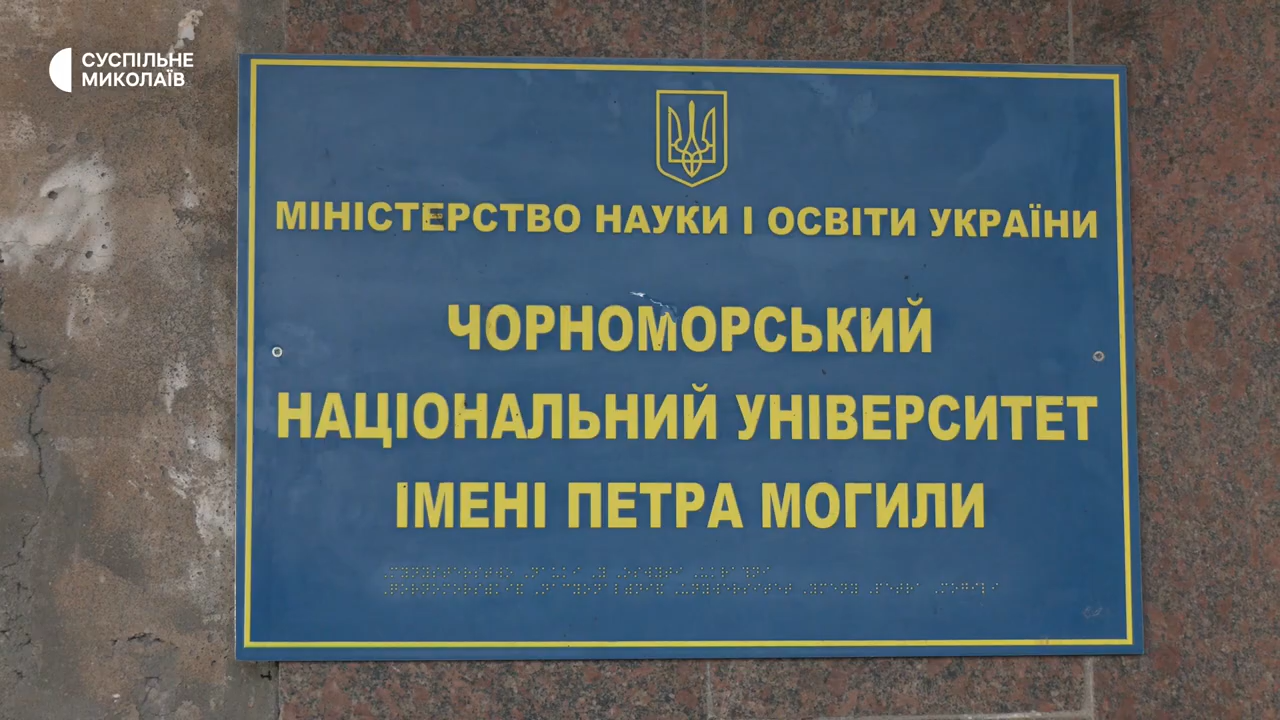 СУСПІЛЬНЕ
МИКОЛАЇВ
МІНІСТЕРСТВО НАУКИ І ОСВІТИ УКРАЇНИ
ЧОРНОМОРСЬКИЙ
НАЦІОНАЛЬНИЙ УНІВЕРСИТЕТ
ІМЕНІ ПЕТРА МОГИЛИ